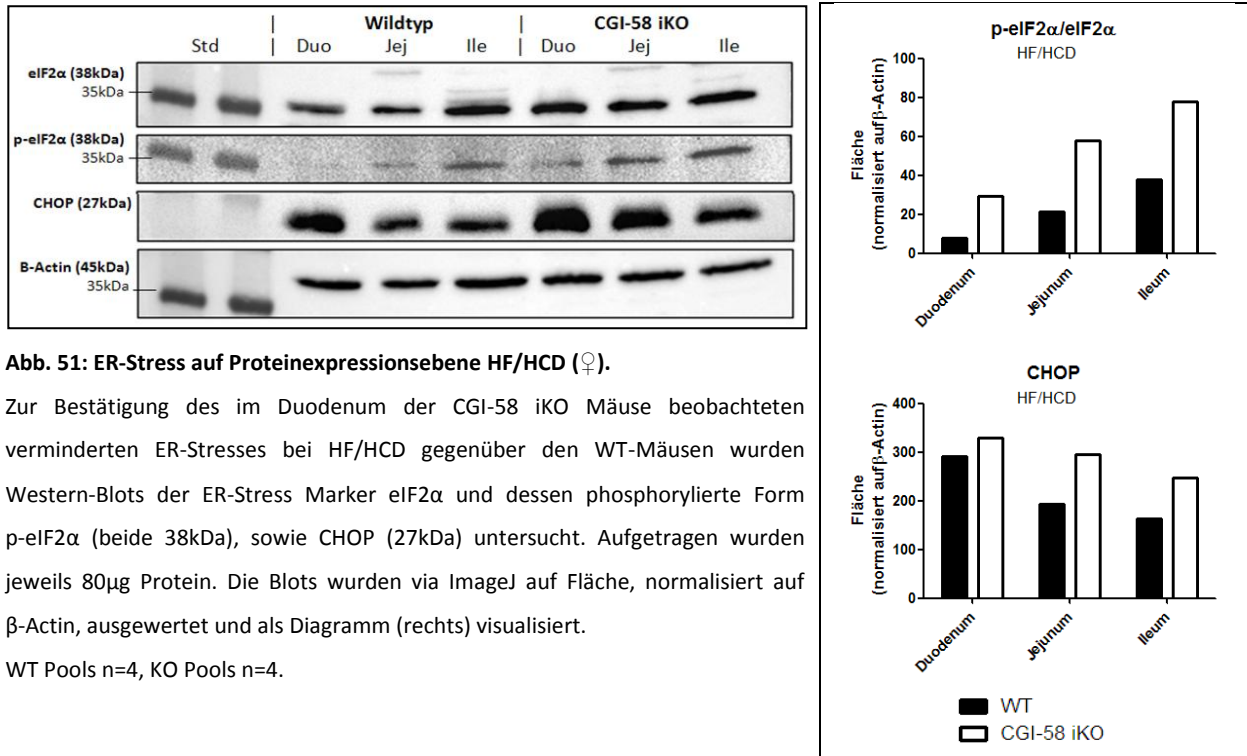 Wildtyp | CGI-58 iKO
Std | Duo Jej Ile | Duo Jej Ile
eIF2α (38kDa)
35kDa
p-eIF2α (38kDa)
35kDa
CHOP (27kDa)
B-Actin (45kDa)
35kDa
Abb. 51: ER-Stress auf Proteinexpressionsebene HF/HCD (♀).
Zur Bestätigung des im Duodenum der CGI-58 iKO Mäuse beobachteten
verminderten ER-Stresses bei HF/HCD gegenüber den WT-Mäusen wurden
Western-Blots der ER-Stress Marker eIF2α und dessen phosphorylierte Form
p-eIF2α (beide 38kDa), sowie CHOP (27kDa) untersucht. Aufgetragen wurden
jeweils 80µg Protein. Die Blots wurden via ImageJ auf Fläche, normalisiert auf
β-Actin, ausgewertet und als Diagramm (rechts) visualisiert.
WT Pools n=4, KO Pools n=4.
p-eIF2α/eIF2α
HF/HCD
Fläche
(normalisiert auf β-Actin)
100
80
60
40
20
0
Duodenum
Jejunum
Ileum
CHOP
HF/HCD
Fläche
(normalisiert auf β-Actin)
400
300
200
100
0
Duodenum
Jejunum
Ileum
WT
CGI-58 iKO